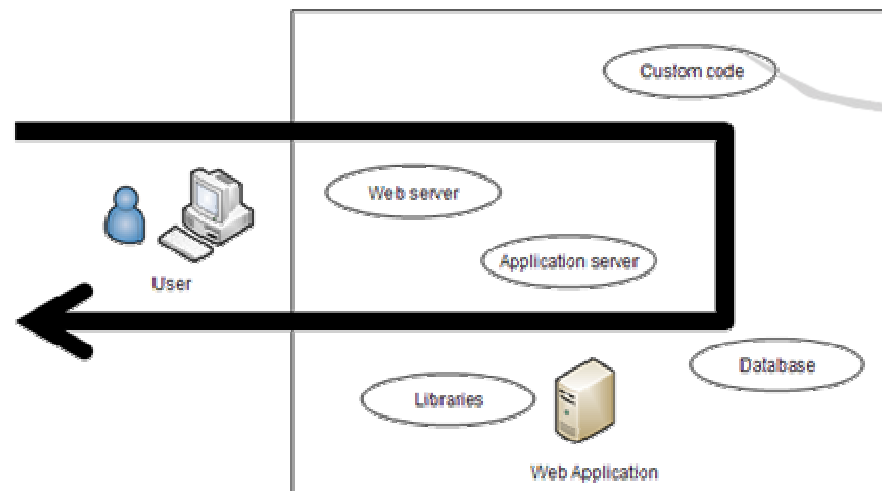 Custom code
Web server
Application server
User
Database
Libraries
Web Application